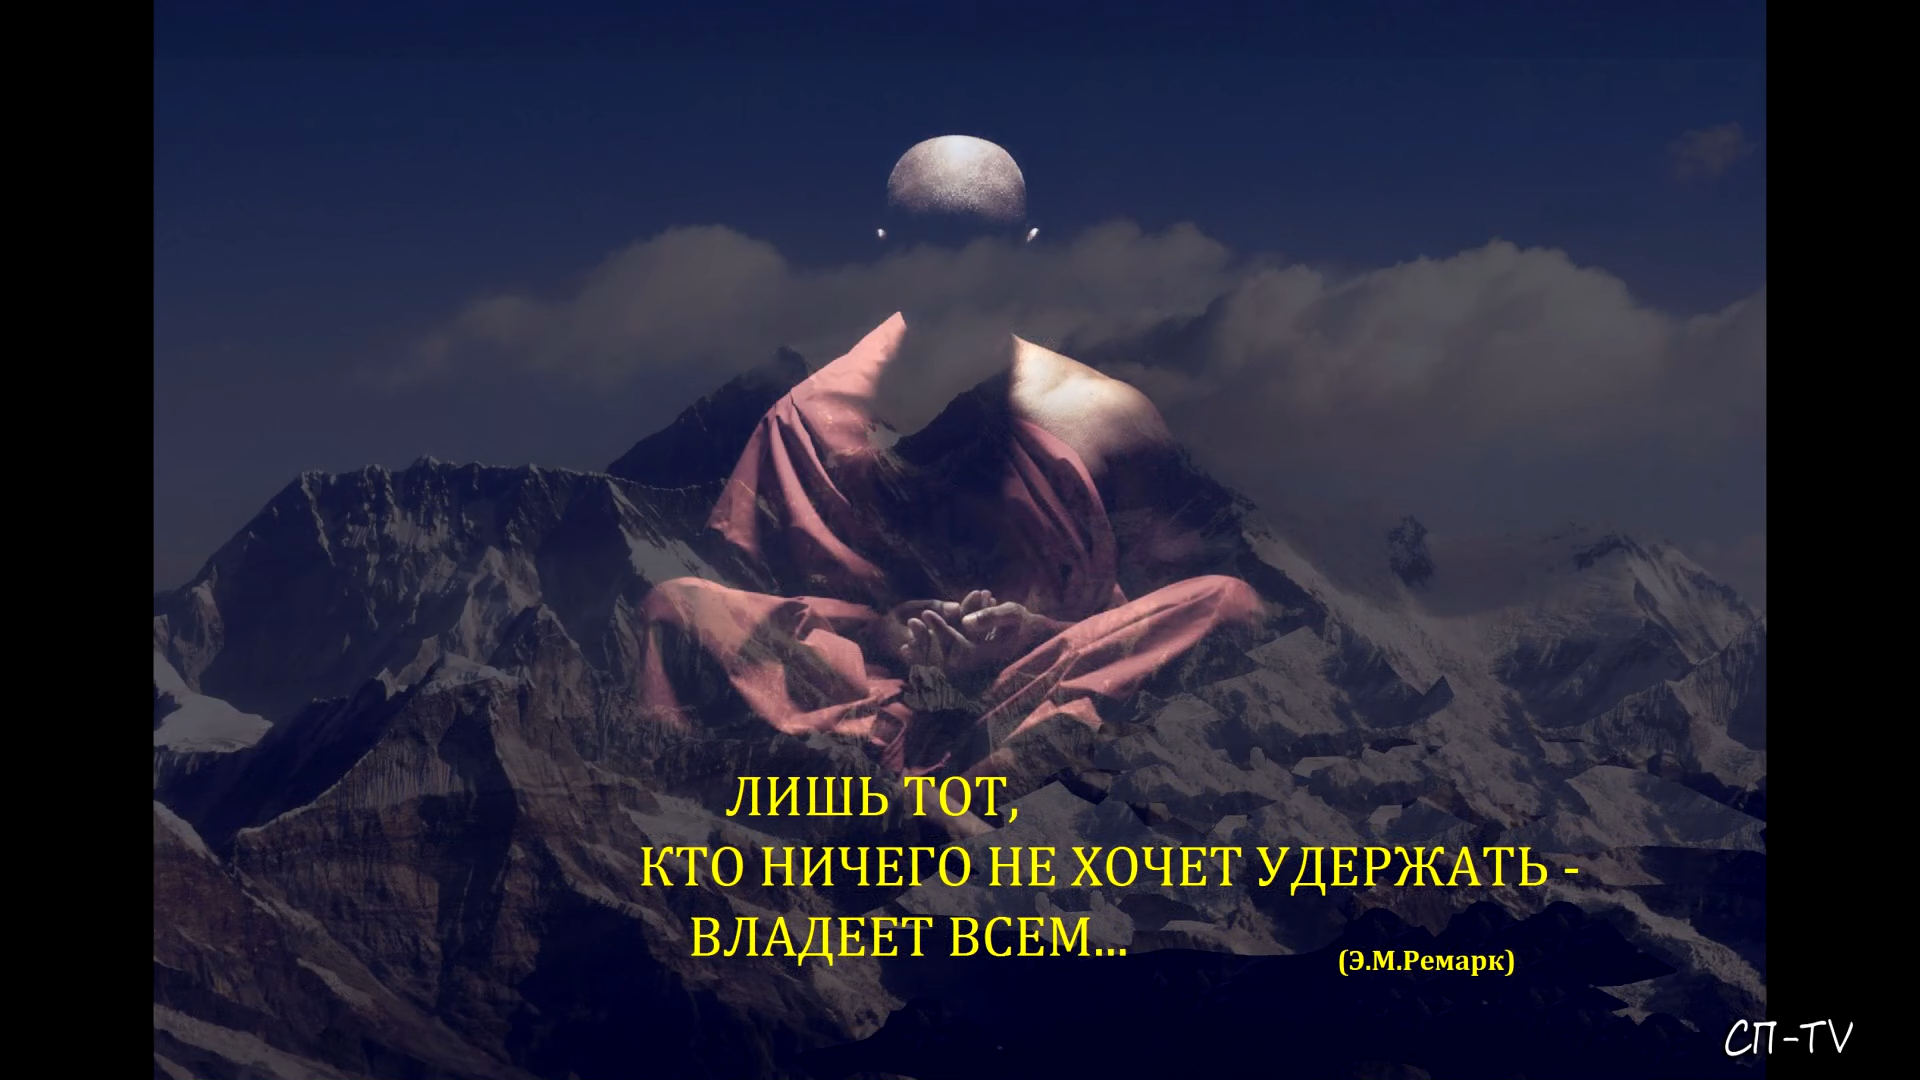 ЛИШЬ ТОТ,
КТО НИЧЕГО НЕ ХОЧЕТ УДЕРЖАТЬ -
ВЛАДЕЕТ ВСЕМ...
(Э.М.Ремарк)
СП-TV